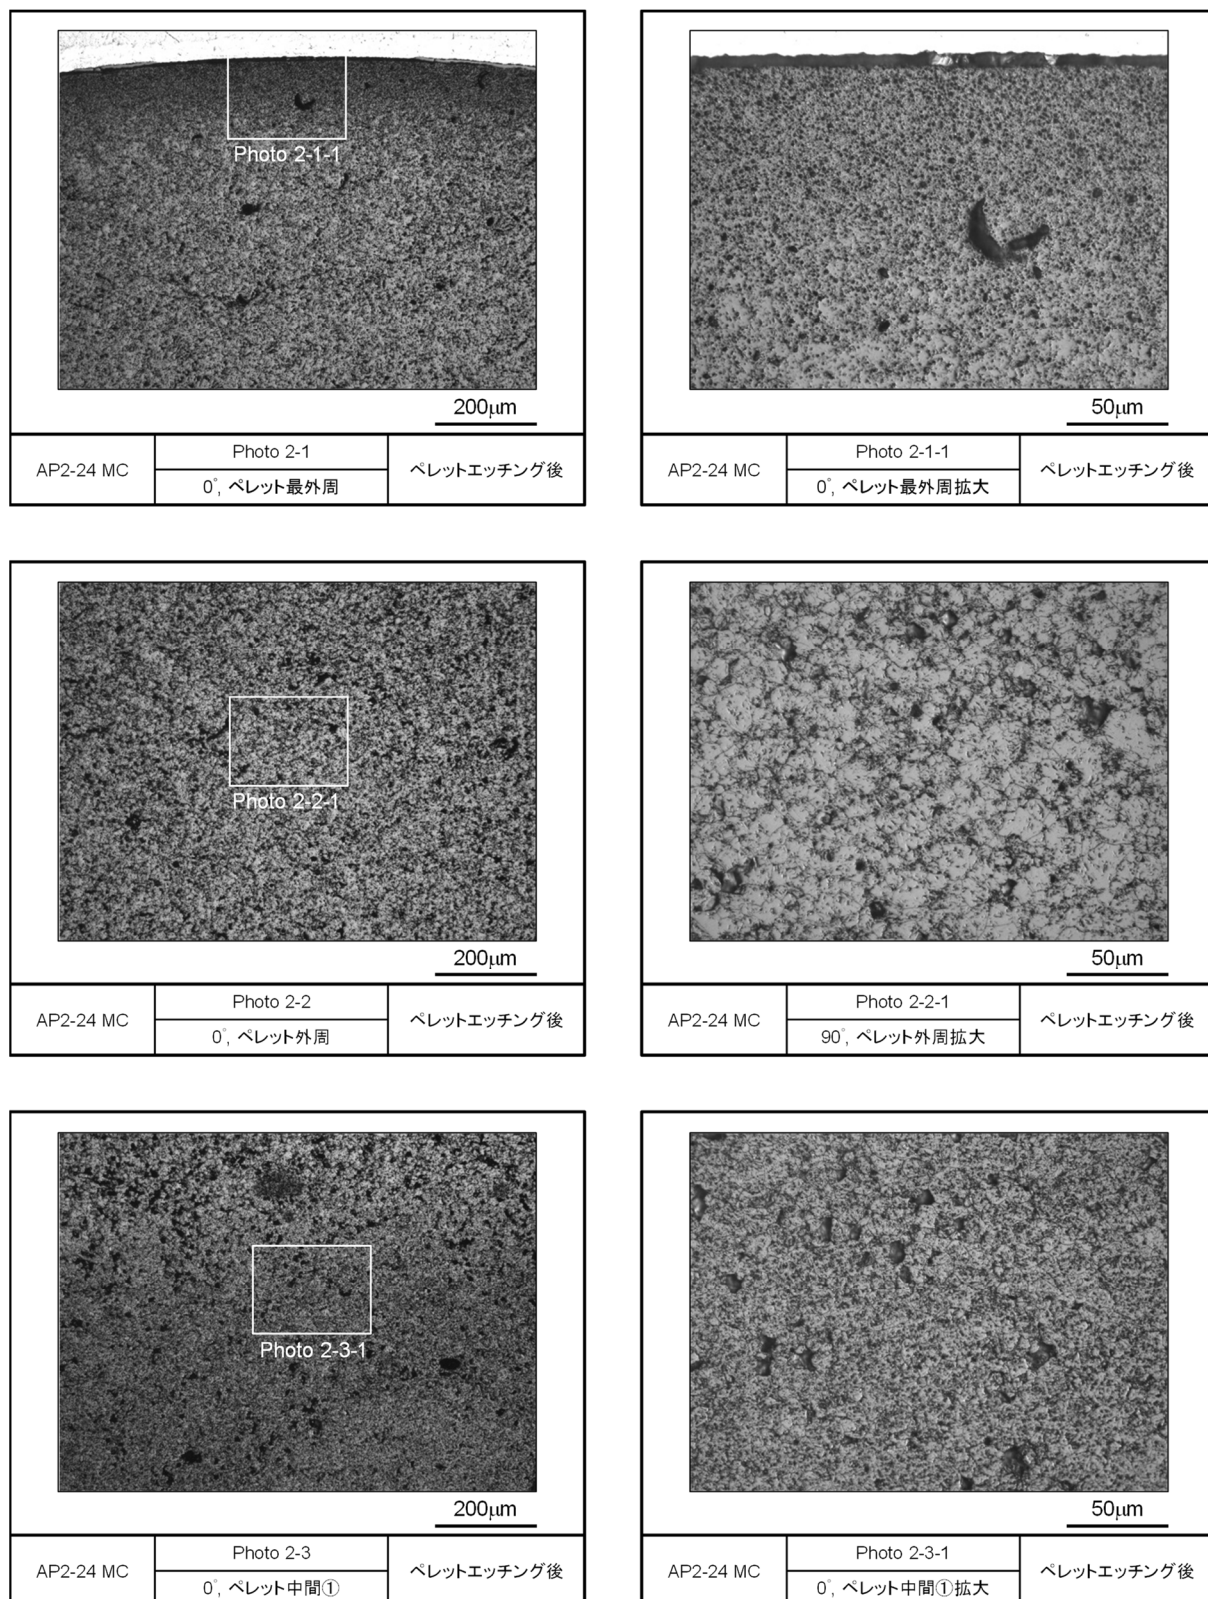 Photo 2-1-1
200μm
AP2-24 MC
Photo 2-1
0°, ペレット最外周
ペレットエッチング後
50μm
AP2-24 MC
Photo 2-1-1
0°, ペレット最外周拡大
ペレットエッチング後
Photo 2-2-1
200μm
AP2-24 MC
Photo 2-2
0°, ペレット外周
ペレットエッチング後
50μm
AP2-24 MC
Photo 2-2-1
90°, ペレット外周拡大
ペレットエッチング後
Photo 2-3-1
200μm
AP2-24 MC
Photo 2-3
0°, ペレット中間①
ペレットエッチング後
50μm
AP2-24 MC
Photo 2-3-1
0°, ペレット中間①拡大
ペレットエッチング後